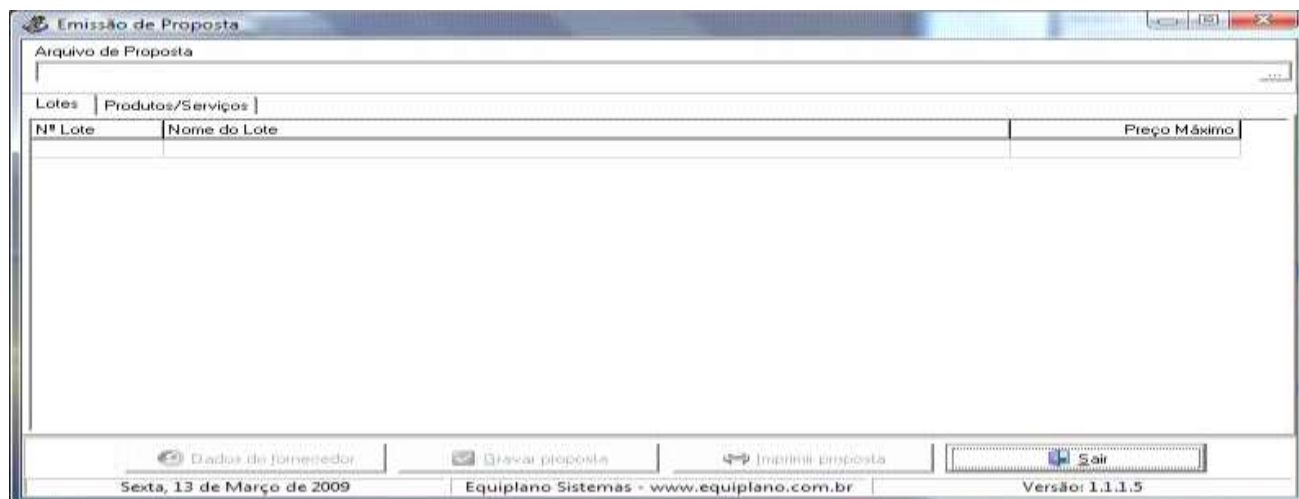 Emissão de Proposta
Arquivo de Proposta
...
Lotes Produtos/Serviços
Nº Lote Nome do Lote Preço Máximo
Dados do fornecedor Gravar proposta Imprimir proposta Sair
Sexta, 13 de Março de 2009 Equiplano Sistemas - www.equiplano.com.br Versão: 1.1.1.5